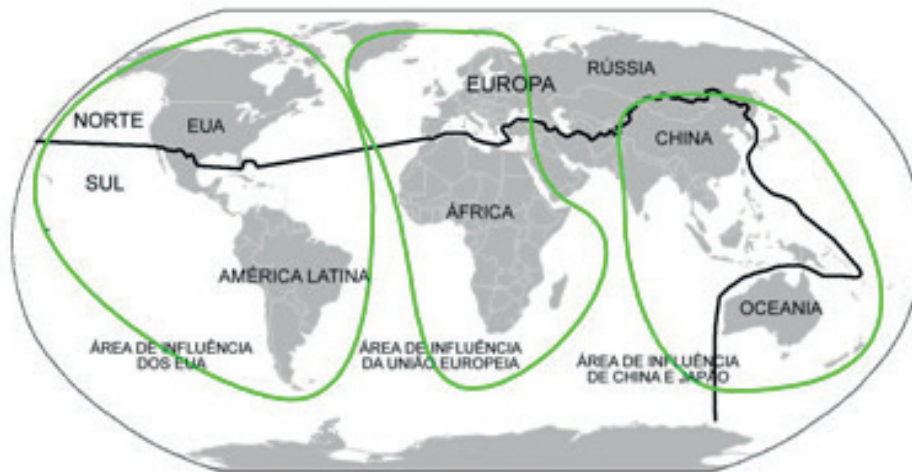 RÚSSIA
EUROPA
NORTE
EUA
CHINA
SUL
ÁFRICA
AMÉRICA LATINA
OCEANIA
ÁREA DE INFLUÊNCIA
DOS EUA
ÁREA DE INFLUÊNCIA
DA UNIÃO EUROPEIA
ÁREA DE INFLUÊNCIA
DE CHINA E JAPÃO